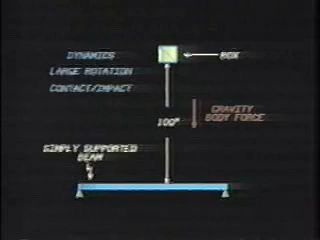 DYNAMICS
BOX
LARGE ROTATION
CONTACT/IMPACT
GRAVITY
BODY FORCE
100"
SIMPLY SUPPORTED
BEAM